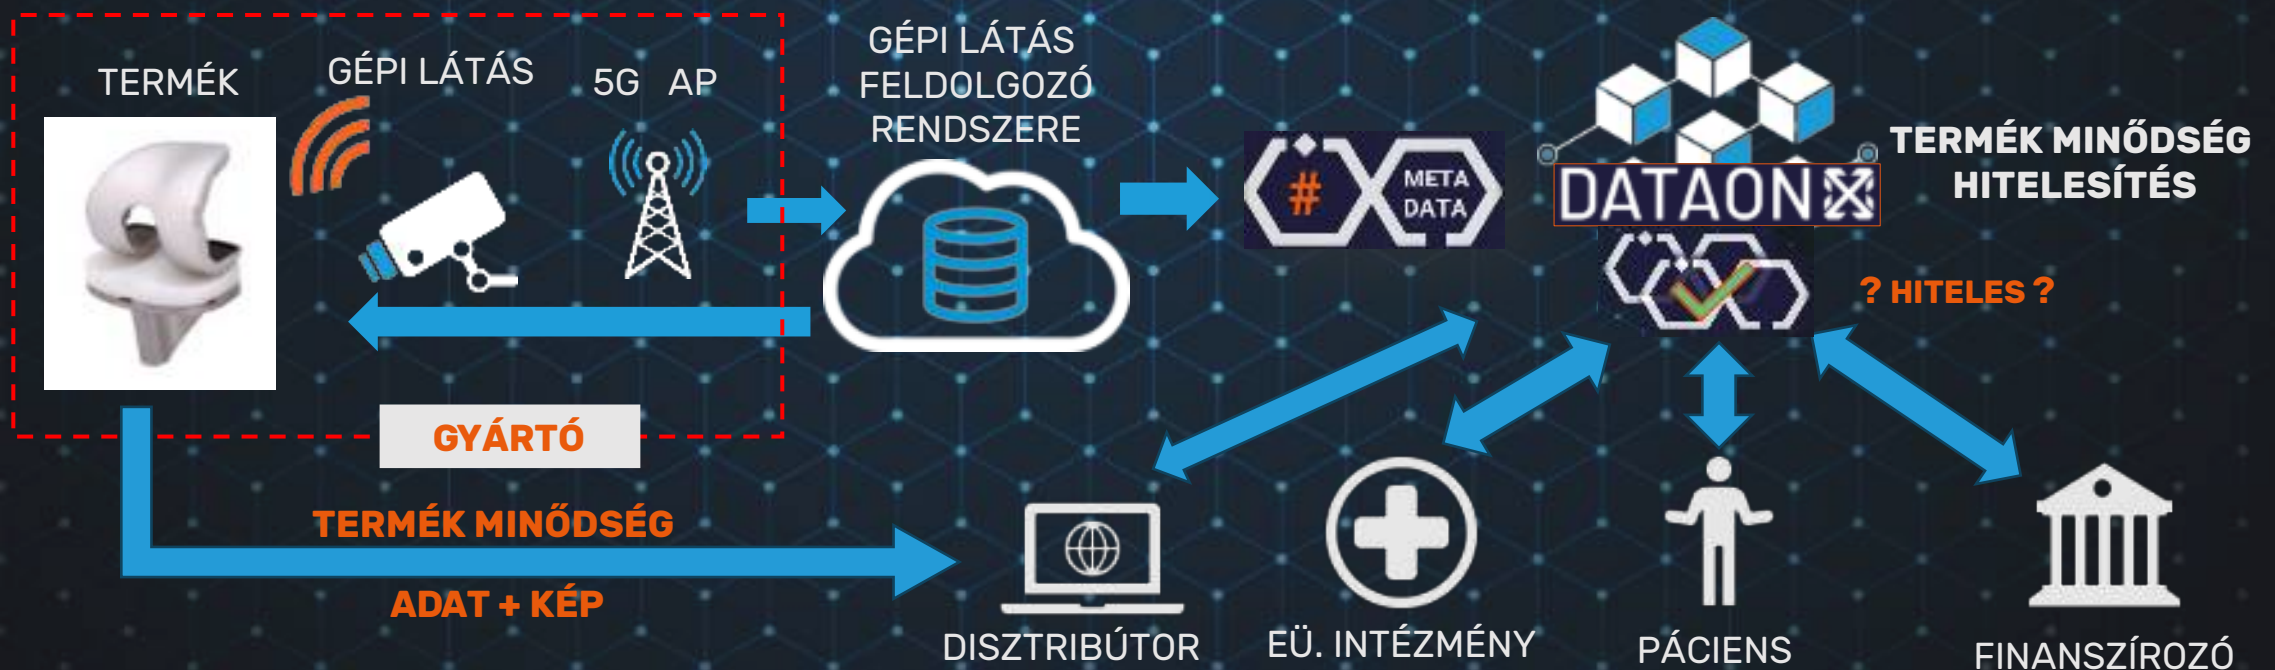 TERMÉK
GÉPI LÁTÁS
5G AP
GÉPI LÁTÁS
FELDOLGOZÓ
RENDSZERE
#
META
DATA
DATAON
TERMÉK MINŐDSÉG
HITELESÍTÉS
? HITELES ?
GYÁRTÓ
TERMÉK MINŐDSÉG
ADAT + KÉP
DISZTRIBÚTOR
EÜ. INTÉZMÉNY
PÁCIENS
FINANSZÍROZÓ